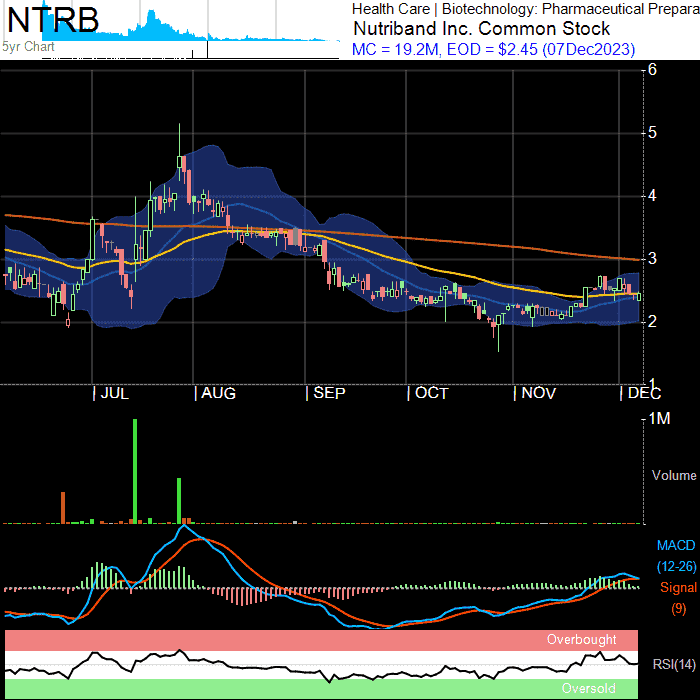 NTRB
5yr Chart
Health Care | Biotechnology: Pharmaceutical Prepara
Nutriband Inc. Common Stock
MC = 19.2M, EOD = $2.45 (07Dec2023)
6
5
4
3
2
1
| JUL | AUG | SEP | OCT | NOV | DEC
1M
Volume
MACD
(12-26)
Signal
(9)
Overbought
RSI(14)
Oversold